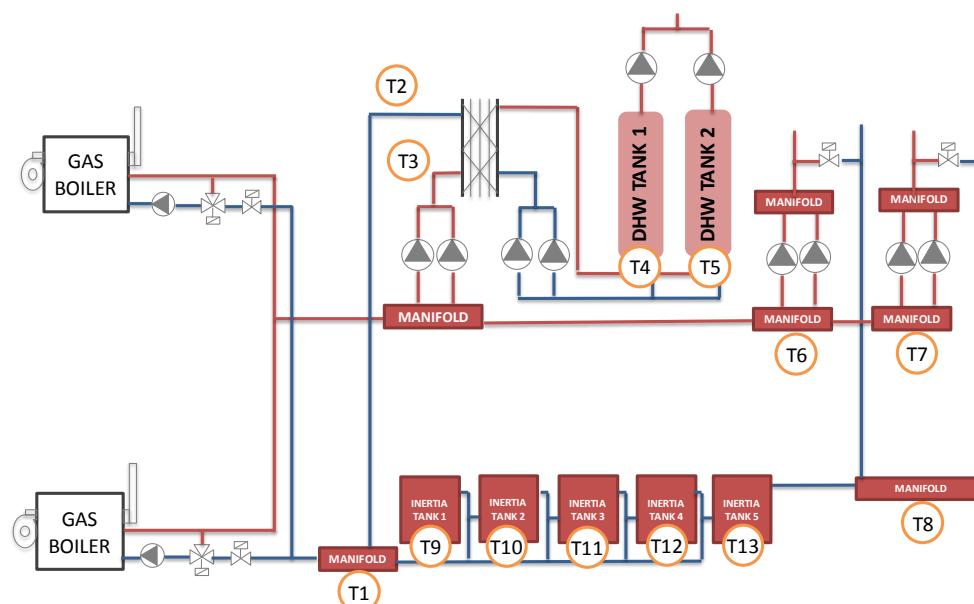 T2
GAS
BOILER
T3
DHW TANK 1
DHW TANK 2
MANIFOLD
MANIFOLD
T4
T5
MANIFOLD
MANIFOLD
MANIFOLD
T6
T7
GAS
BOILER
INERTIA
TANK 1
INERTIA
TANK 2
INERTIA
TANK 3
INERTIA
TANK 4
INERTIA
TANK 5
MANIFOLD
T9
T10
T11
T12
T13
T8
MANIFOLD
T1